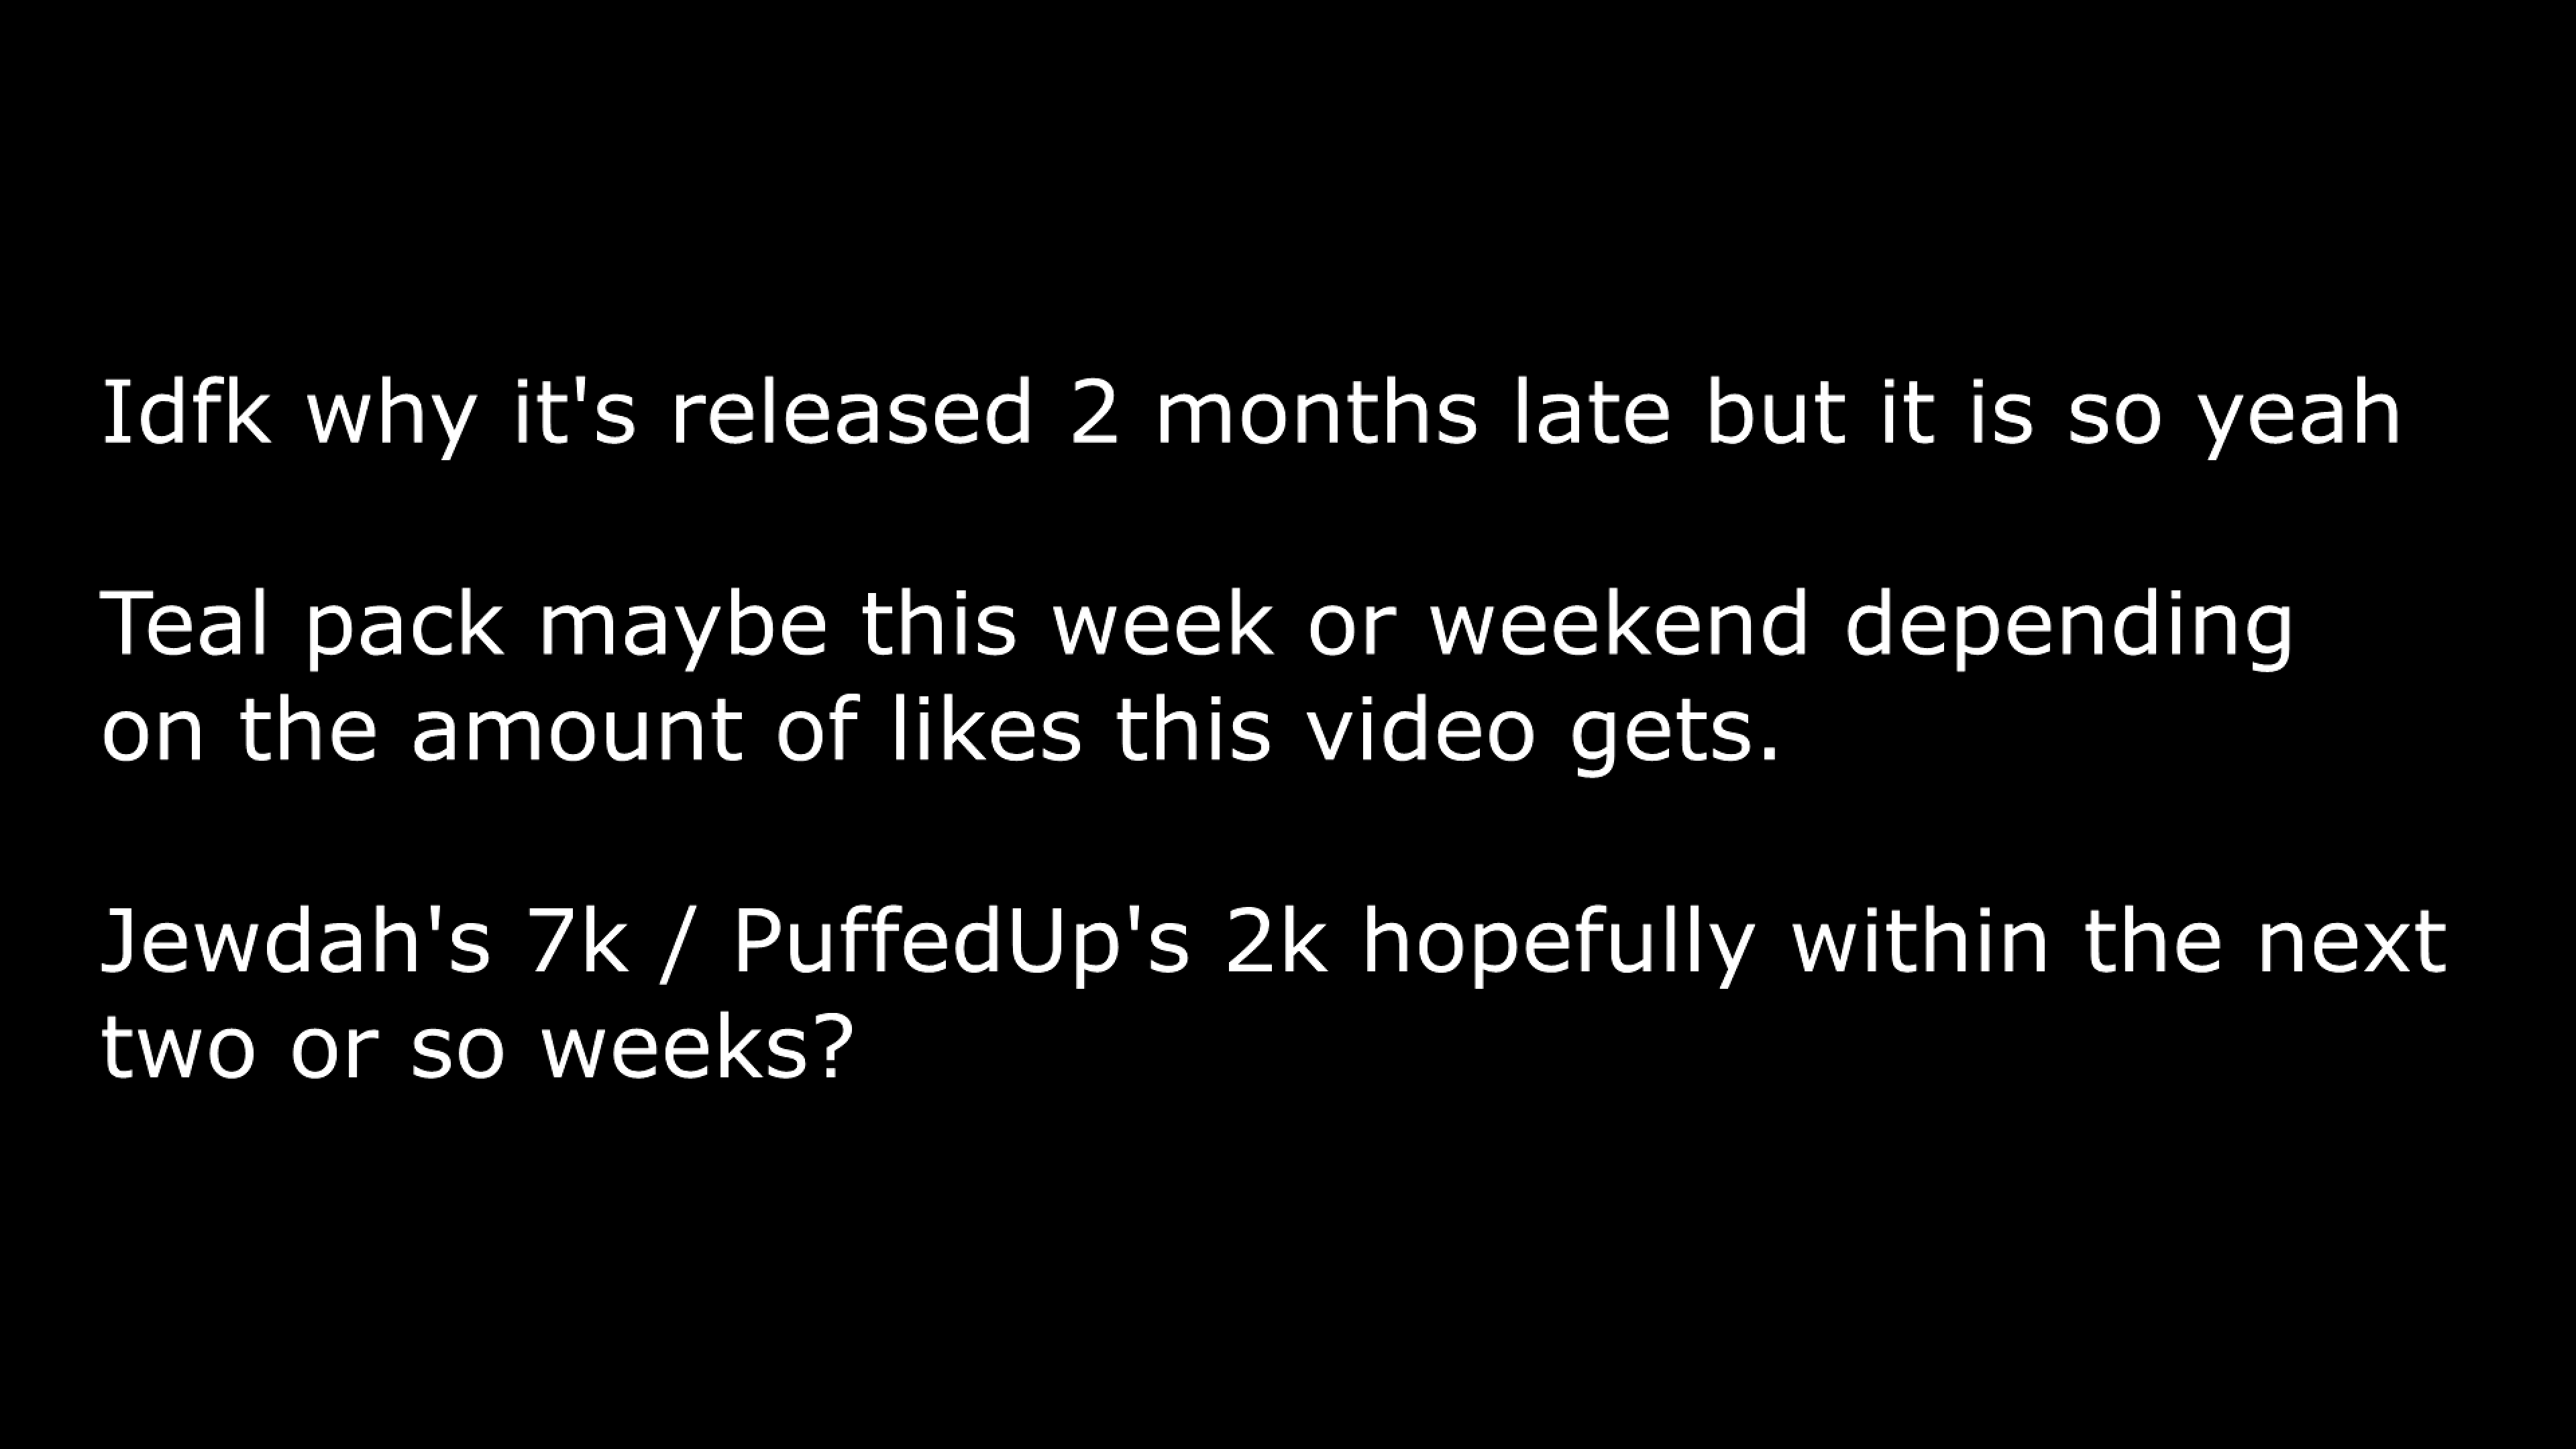 Idfk why it's released 2 months late but it is so yeah
Teal pack maybe this week or weekend depending
on the amount of likes this video gets.
Jewdah's 7k / PuffedUp's 2k hopefully within the next
two or so weeks?